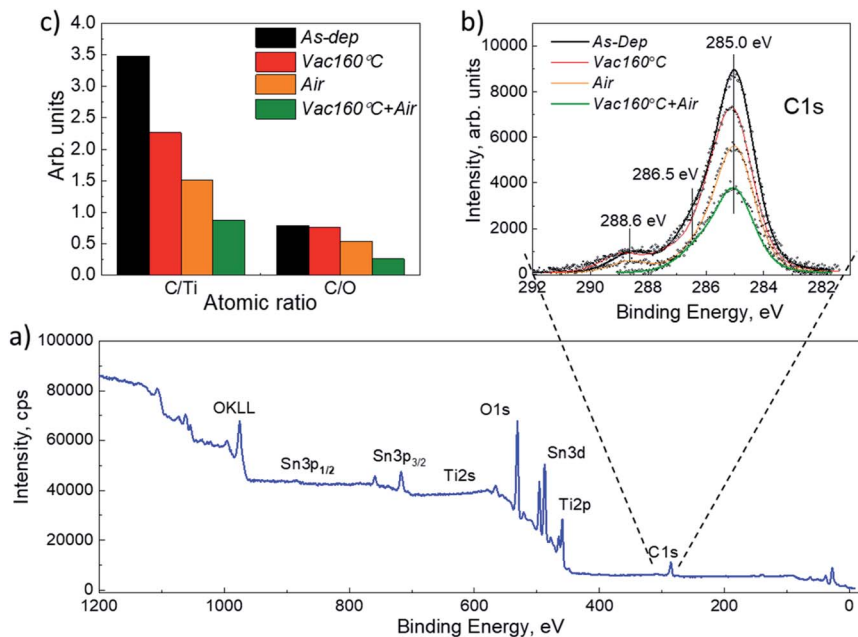 c)
4.0
3.5
3.0
2.5
2.0
1.5
1.0
0.5
0.0
Arb. units
As-dep
Vac160°C
Air
Vac160°C+Air
C/Ti
C/O
Atomic ratio
b)
10000
8000
6000
4000
2000
0
Intensity, arb. units
As-Dep
Vac160°C
Air
Vac160°C+Air
285.0 eV
C1s
286.5 eV
288.6 eV
292 290 288 286 284 282
Binding Energy, eV
a)
100000
80000
60000
40000
20000
0
Intensity, cps
OKLL
Sn3p1/2
Sn3p3/2
Ti2s
O1s
Sn3d
Ti2p
C1s
1200 1000 800 600 400 200 0
Binding Energy, eV